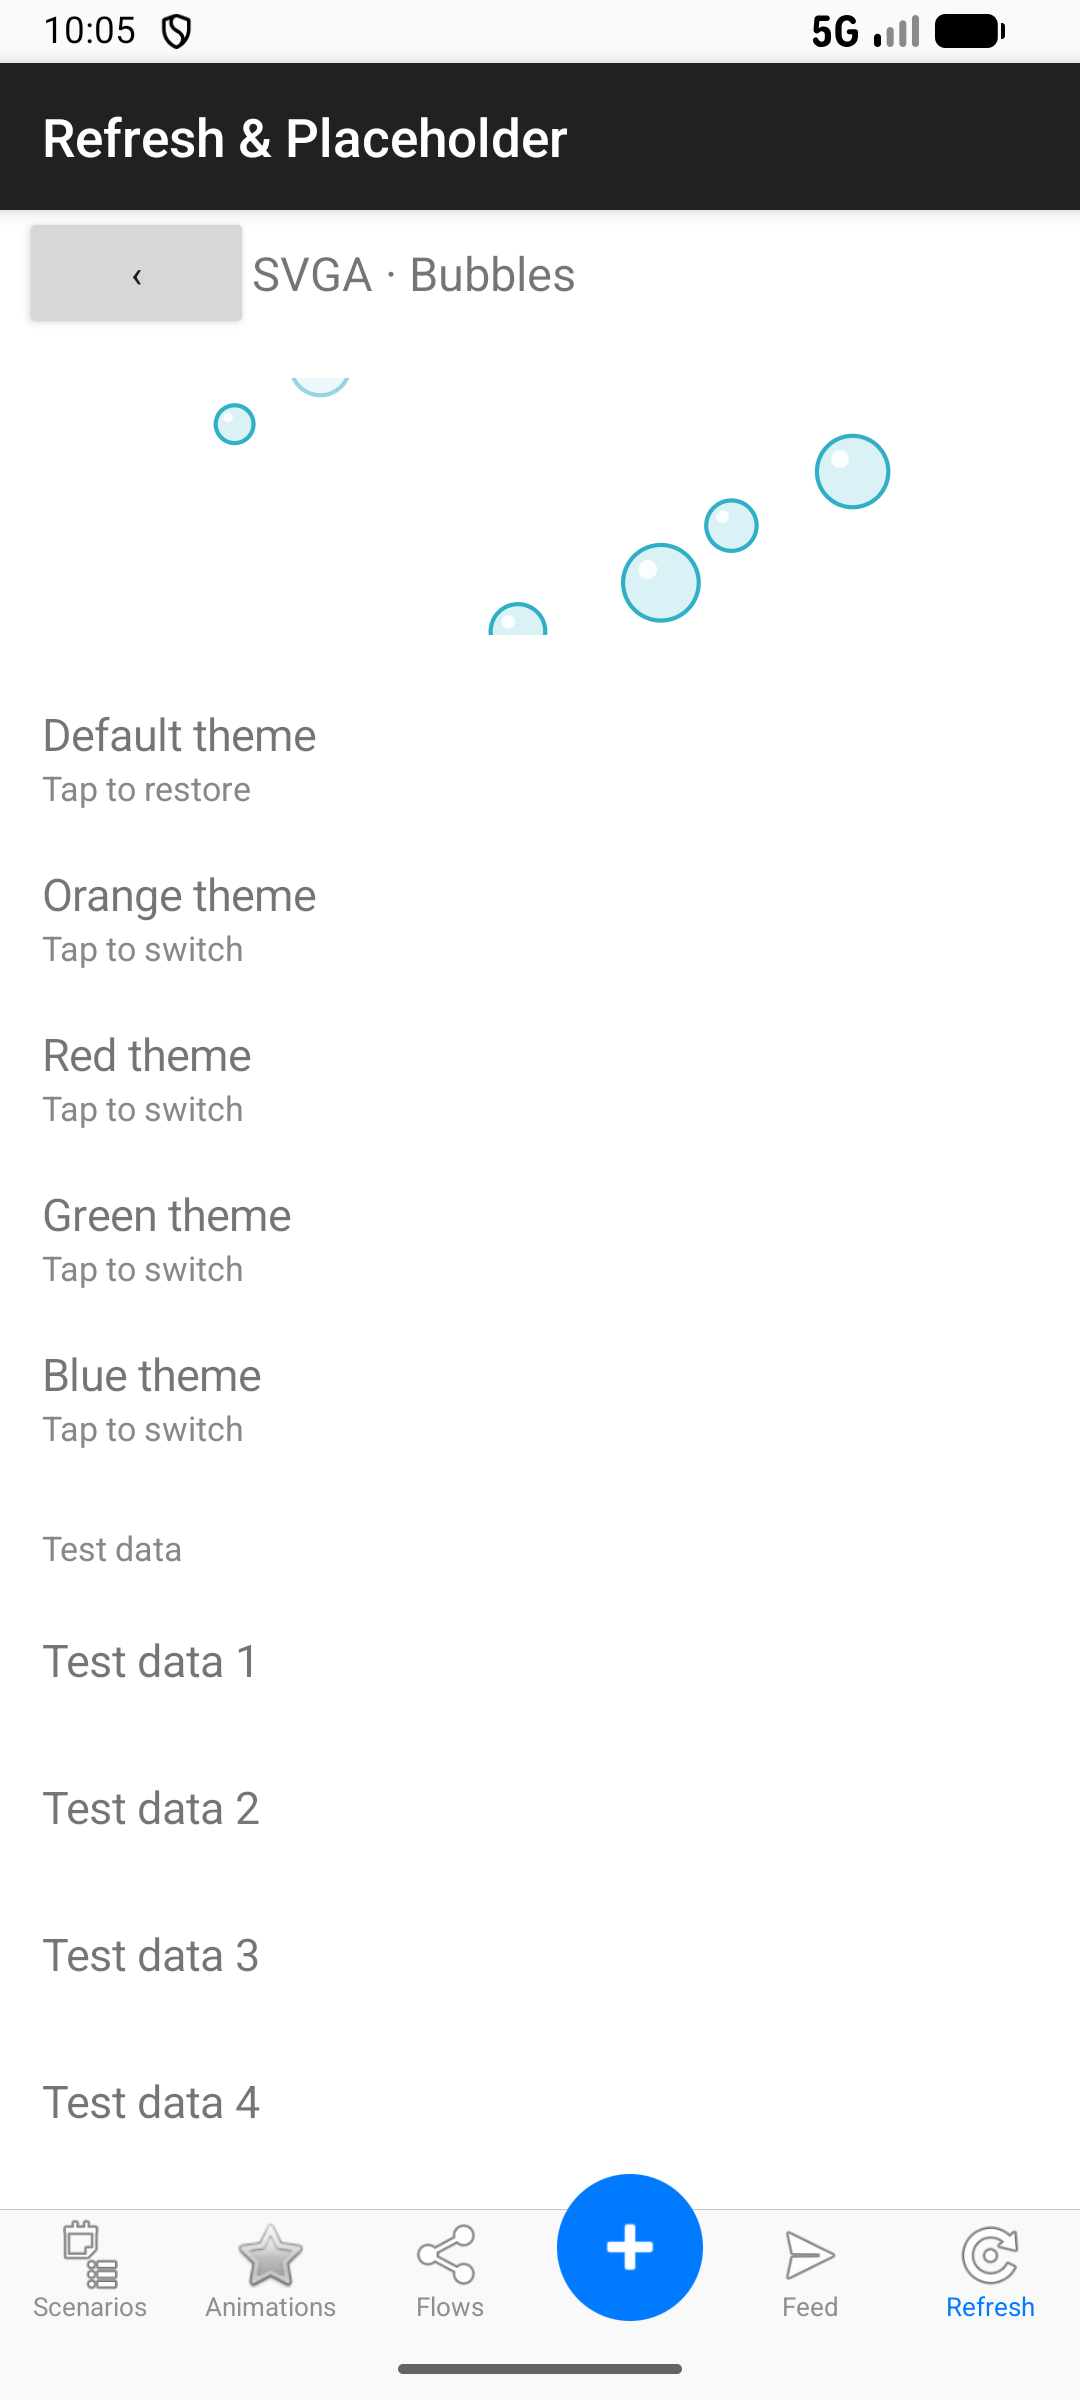 10:05
5G
Refresh & Placeholder
‹
SVGA · Bubbles
Default theme
Tap to restore
Orange theme
Tap to switch
Red theme
Tap to switch
Green theme
Tap to switch
Blue theme
Tap to switch
Test data
Test data 1
Test data 2
Test data 3
Test data 4
Scenarios
Animations
Flows
Feed
Refresh